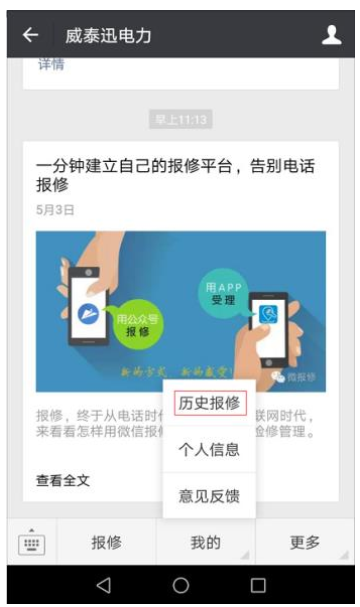 威泰迅电力
详情
早上11:13
一分钟建立自己的报修平台，告别电话
报修
5月3日
用APP
受理
用公众号
报修
新的方式 新的感受!
微报修
报修，终于从电话时
联网时代，
来看看怎样用微信报修
检修管理。
查看全文
历史报修
个人信息
意见反馈
报修
我的
更多